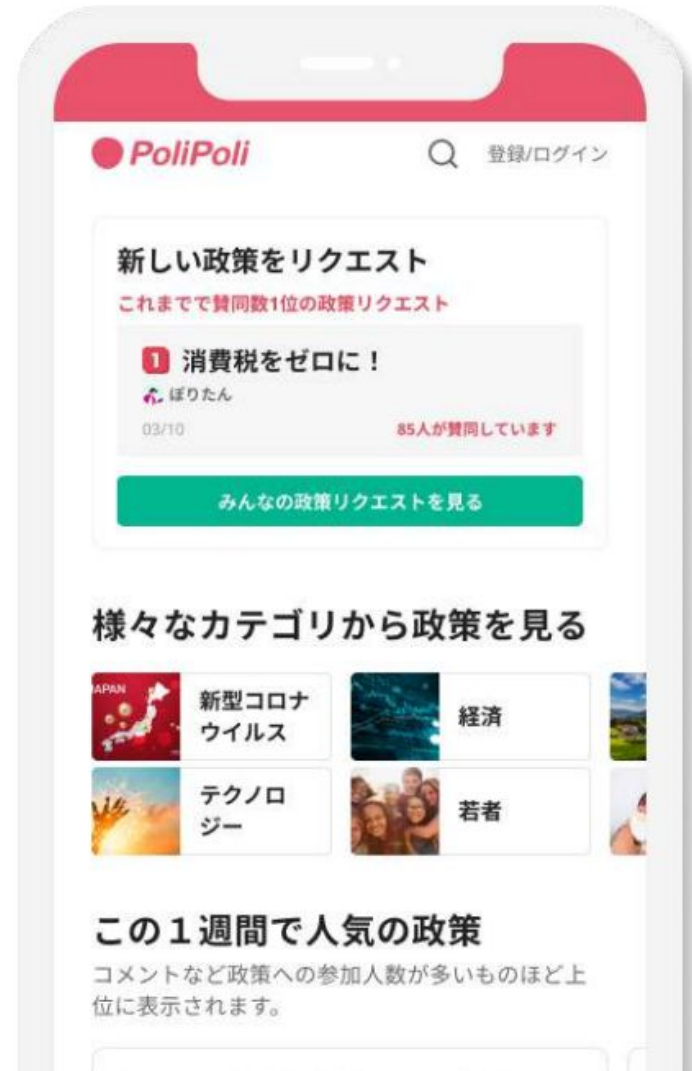 PoliPoli
登録/ログイン
新しい政策をリクエスト
これまでで賛同数1位の政策リクエスト
1 消費税をゼロに！
ぽりたん
03/10 85人が賛同しています
みんなの政策リクエストを見る
様々なカテゴリから政策を見る
JAPAN
新型コロナ
ウイルス
経済
テクノロ
ジー
若者
この１週間で人気の政策
コメントなど政策への参加人数が多いものほど上
位に表示されます。